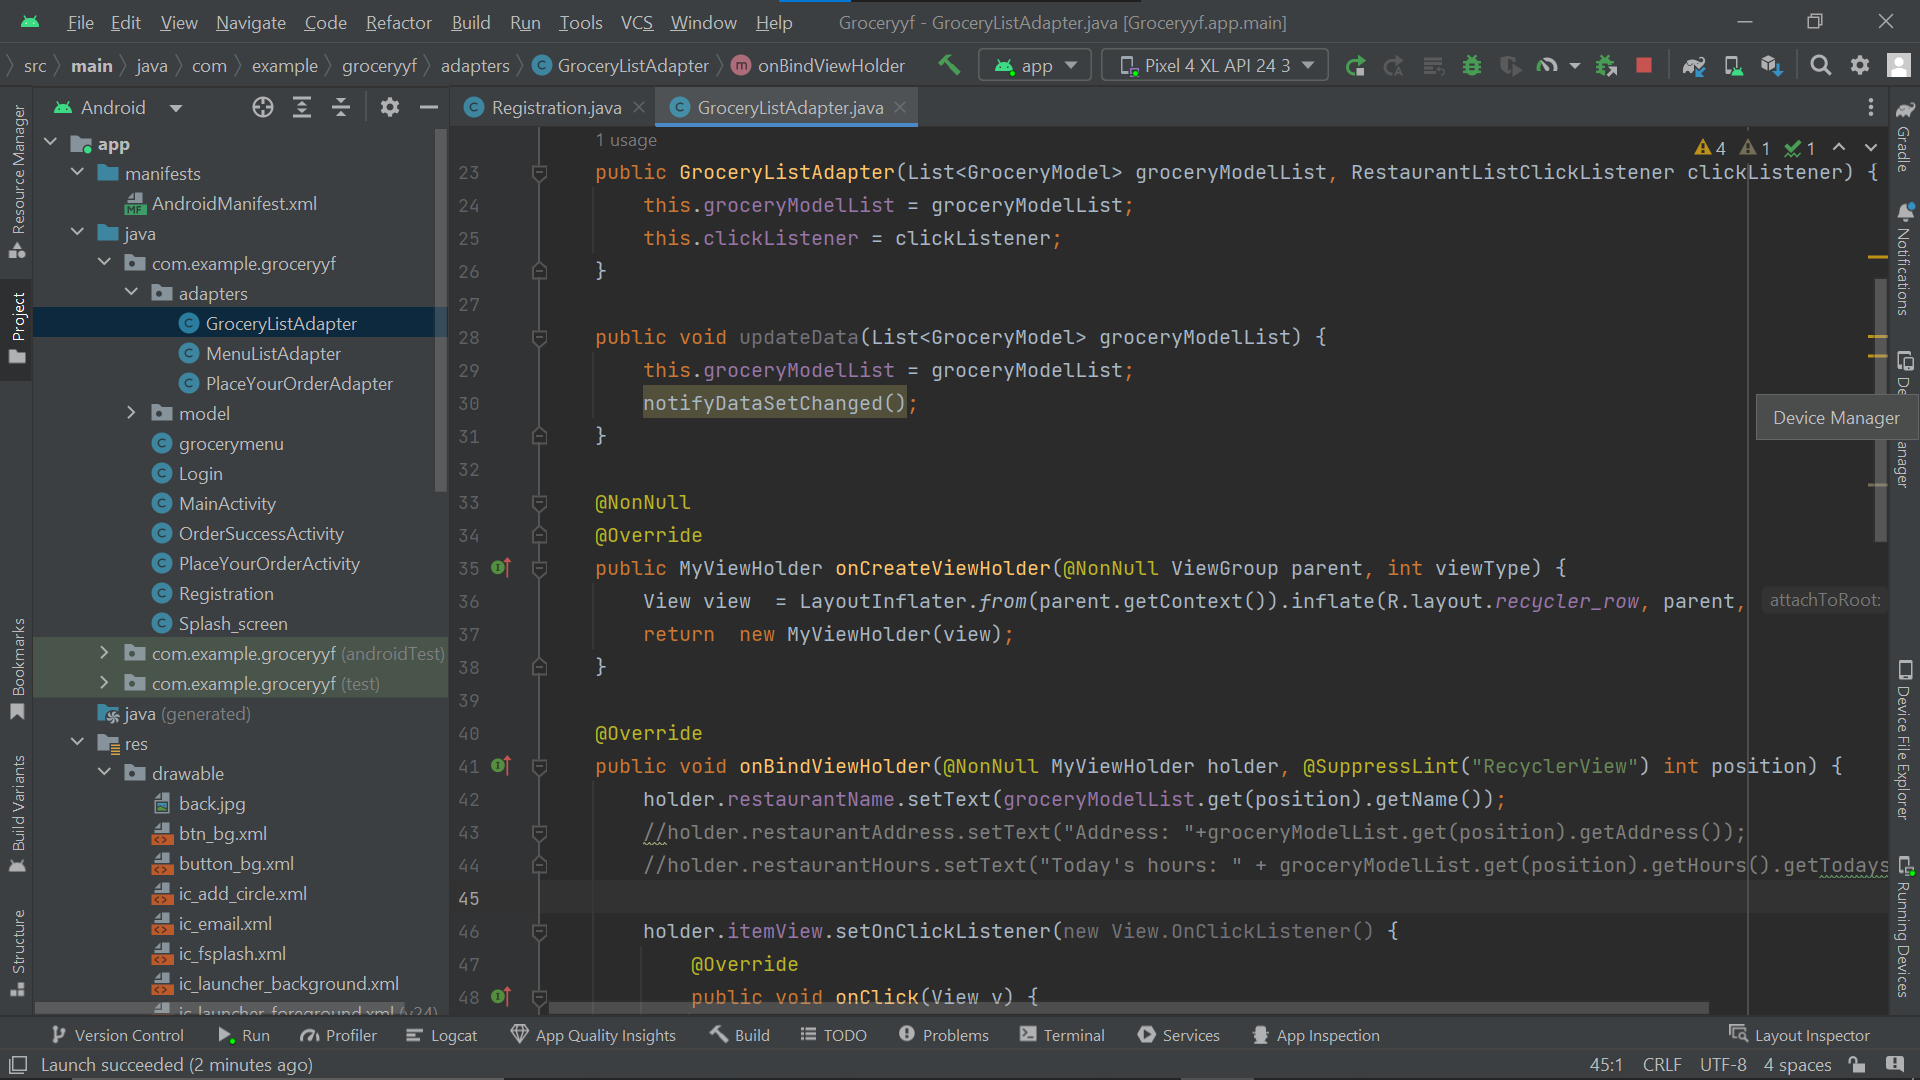 File Edit View Navigate Code Refactor Build Run Tools VCS Window Help Groceryyf - GroceryListAdapter.java [Groceryyf.app.main]
src main java com example groceryyf adapters GroceryListAdapter onBindViewHolder app Pixel 4 XL API 24 3
Android
Registration.java GroceryListAdapter.java
Resource Manager
Project
Bookmarks
Build Variants
Structure
app
manifests
AndroidManifest.xml
java
com.example.groceryyf
adapters
GroceryListAdapter
MenuListAdapter
PlaceYourOrderAdapter
model
grocerymenu
Login
MainActivity
OrderSuccessActivity
PlaceYourOrderActivity
Registration
Splash_screen
com.example.groceryyf (androidTest)
com.example.groceryyf (test)
java (generated)
res
drawable
back.jpg
btn_bg.xml
button_bg.xml
ic_add_circle.xml
ic_email.xml
ic_fsplash.xml
ic_launcher_background.xml
ic_launcher_foreground.xml (v24)
1 usage
4 1 1
23 public GroceryListAdapter(List<GroceryModel> groceryModelList, RestaurantListClickListener clickListener) {
24 this.groceryModelList = groceryModelList;
25 this.clickListener = clickListener;
26 }
27
28 public void updateData(List<GroceryModel> groceryModelList) {
29 this.groceryModelList = groceryModelList;
30 notifyDataSetChanged();
31 }
32
33 @NonNull
34 @Override
35 public MyViewHolder onCreateViewHolder(@NonNull ViewGroup parent, int viewType) {
36 View view  = LayoutInflater.from(parent.getContext()).inflate(R.layout.recycler_row, parent, attachToRoot:
37 return  new MyViewHolder(view);
38 }
39
40 @Override
41 public void onBindViewHolder(@NonNull MyViewHolder holder, @SuppressLint("RecyclerView") int position) {
42 holder.restaurantName.setText(groceryModelList.get(position).getName());
43 //holder.restaurantAddress.setText("Address: "+groceryModelList.get(position).getAddress());
44 //holder.restaurantHours.setText("Today's hours: " + groceryModelList.get(position).getHours().getTodays
45
46 holder.itemView.setOnClickListener(new View.OnClickListener() {
47 @Override
48 public void onClick(View v) {
Gradle
Notifications
De
Device Manager
anager
Device File Explorer
Running Devices
Version Control Run Profiler Logcat App Quality Insights Build TODO Problems Terminal Services App Inspection Layout Inspector
Launch succeeded (2 minutes ago) 45:1 CRLF UTF-8 4 spaces